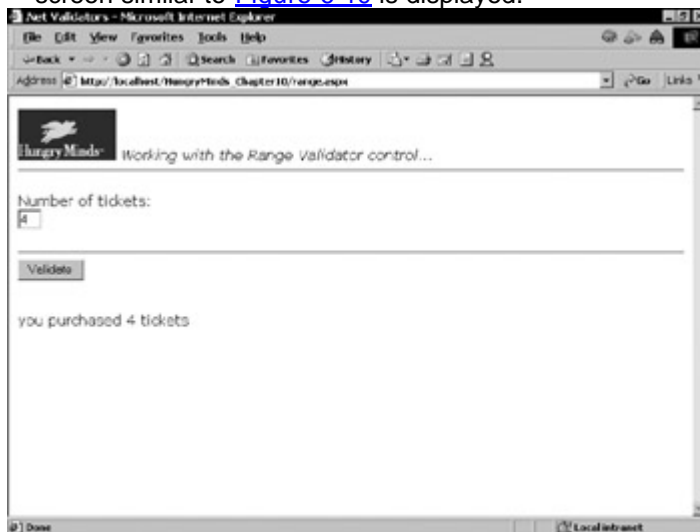 screen similar to Figure 6-10 is displayed.
.Net Validators - Microsoft Internet Explorer
File Edit View Favorites Tools Help
Back Search Favorites History
Address http://localhost/HungryMinds_Chapter10/range.aspx Go Links
Hungry Minds Working with the Range Validator control...
Number of tickets:
4
Validate
you purchased 4 tickets
Done Local intranet